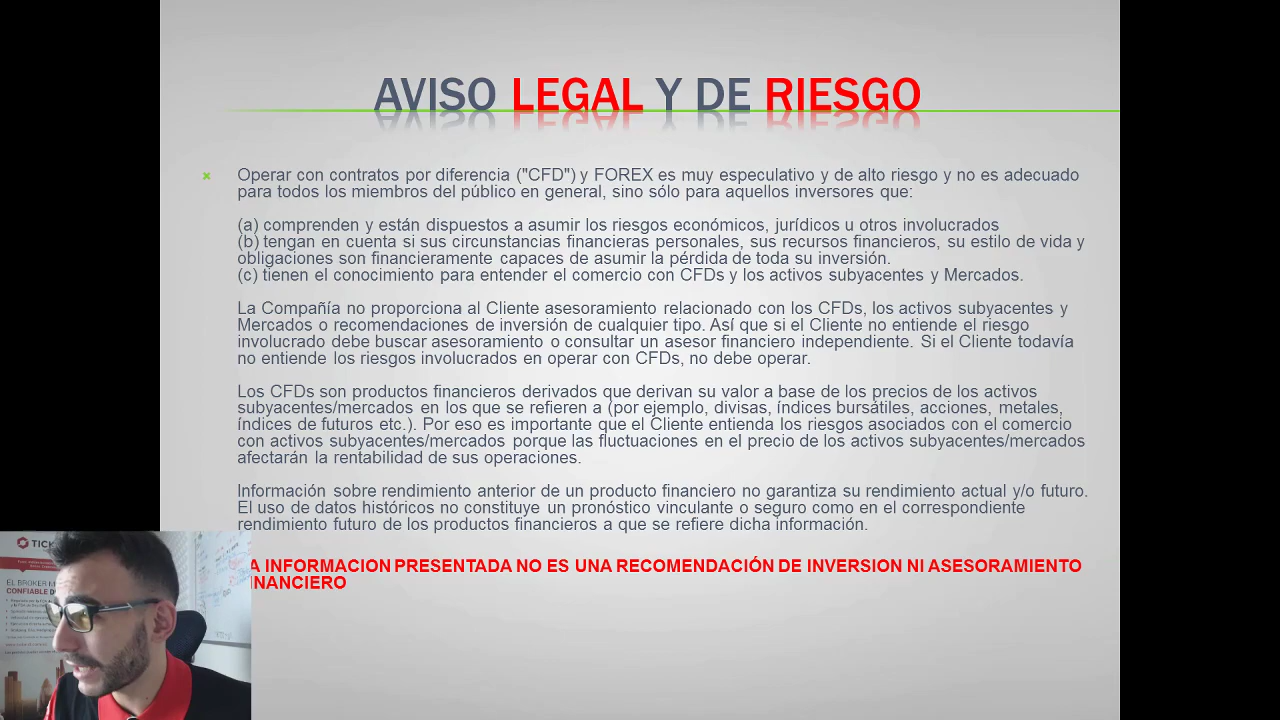 AVISO LEGAL Y DE RIESGO
Operar con contratos por diferencia ("CFD") y FOREX es muy especulativo y de alto riesgo y no es adecuado
para todos los miembros del público en general, sino sólo para aquellos inversores que:
(a) comprenden y están dispuestos a asumir los riesgos económicos, jurídicos u otros involucrados
(b) tengan en cuenta si sus circunstancias financieras personales, sus recursos financieros, su estilo de vida y
obligaciones son financieramente capaces de asumir la pérdida de toda su inversión.
(c) tienen el conocimiento para entender el comercio con CFDs y los activos subyacentes y Mercados.
La Compañía no proporciona al Cliente asesoramiento relacionado con los CFDs, los activos subyacentes y
Mercados o recomendaciones de inversión de cualquier tipo. Así que si el Cliente no entiende el riesgo
involucrado debe buscar asesoramiento o consultar un asesor financiero independiente. Si el Cliente todavía
no entiende los riesgos involucrados en operar con CFDs, no debe operar.
Los CFDs son productos financieros derivados que derivan su valor a base de los precios de los activos
subyacentes/mercados en los que se refieren a (por ejemplo, divisas, índices bursátiles, acciones, metales,
índices de futuros etc.). Por eso es importante que el Cliente entienda los riesgos asociados con el comercio
con activos subyacentes/mercados porque las fluctuaciones en el precio de los activos subyacentes/mercados
afectarán la rentabilidad de sus operaciones.
Información sobre rendimiento anterior de un producto financiero no garantiza su rendimiento actual y/o futuro.
El uso de datos históricos no constituye un pronóstico vinculante o seguro como en el correspondiente
rendimiento futuro de los productos financieros a que se refiere dicha información.
A INFORMACION PRESENTADA NO ES UNA RECOMENDACIÓN DE INVERSION NI ASESORAMIENTO
INANCIERO
TICK
EL BROKER M
CONFIABLE D